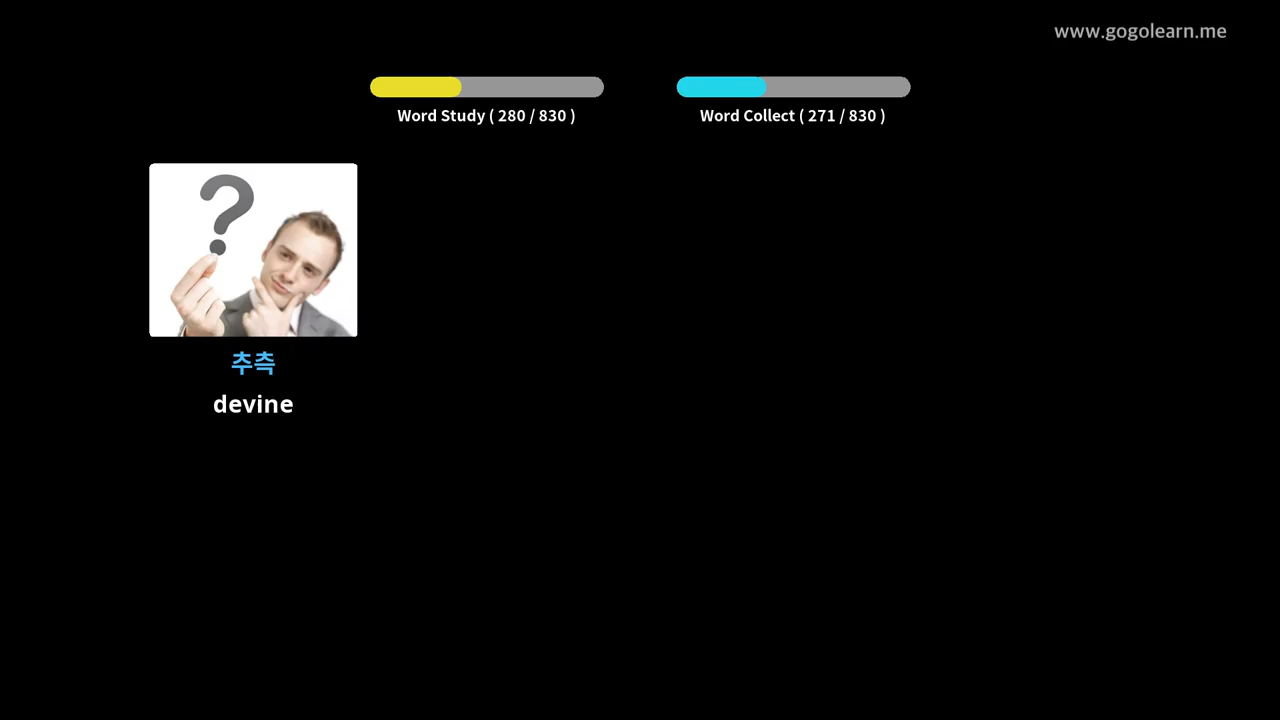 www.gogolearn.me
Word Study ( 280 / 830 )
Word Collect ( 271 / 830 )
?
추측
devine